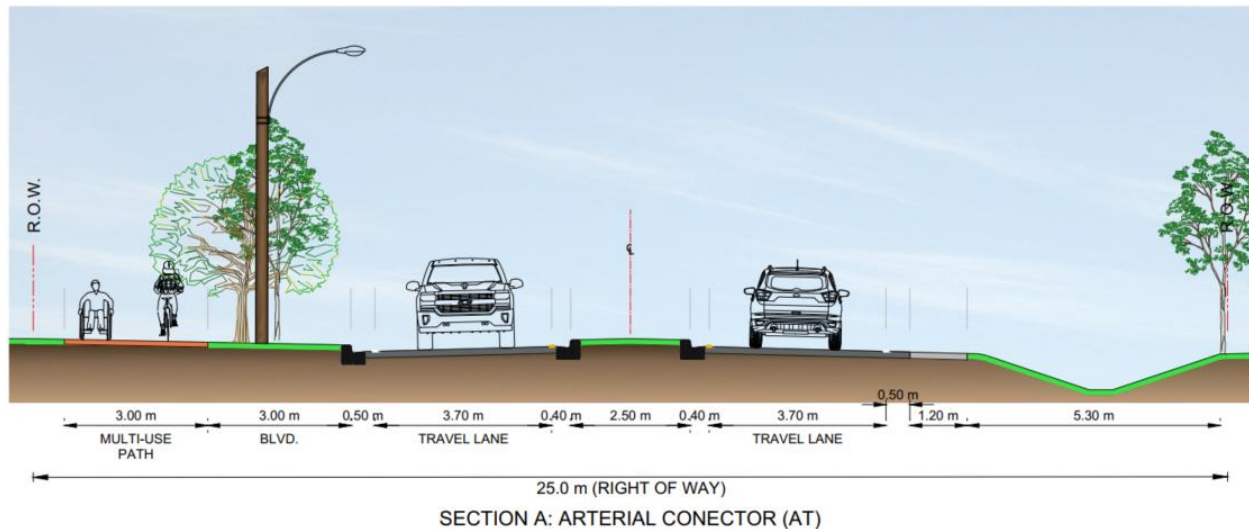 R.O.W.
R.O.W.
℄
0,50 m
3.00 m
3.00 m
0,50 m
3.70 m
0,40 m
2.50 m
0,40 m
3.70 m
1.20 m
5.30 m
MULTI-USE
PATH
BLVD.
TRAVEL LANE
TRAVEL LANE
25.0 m (RIGHT OF WAY)
SECTION A: ARTERIAL CONECTOR (AT)